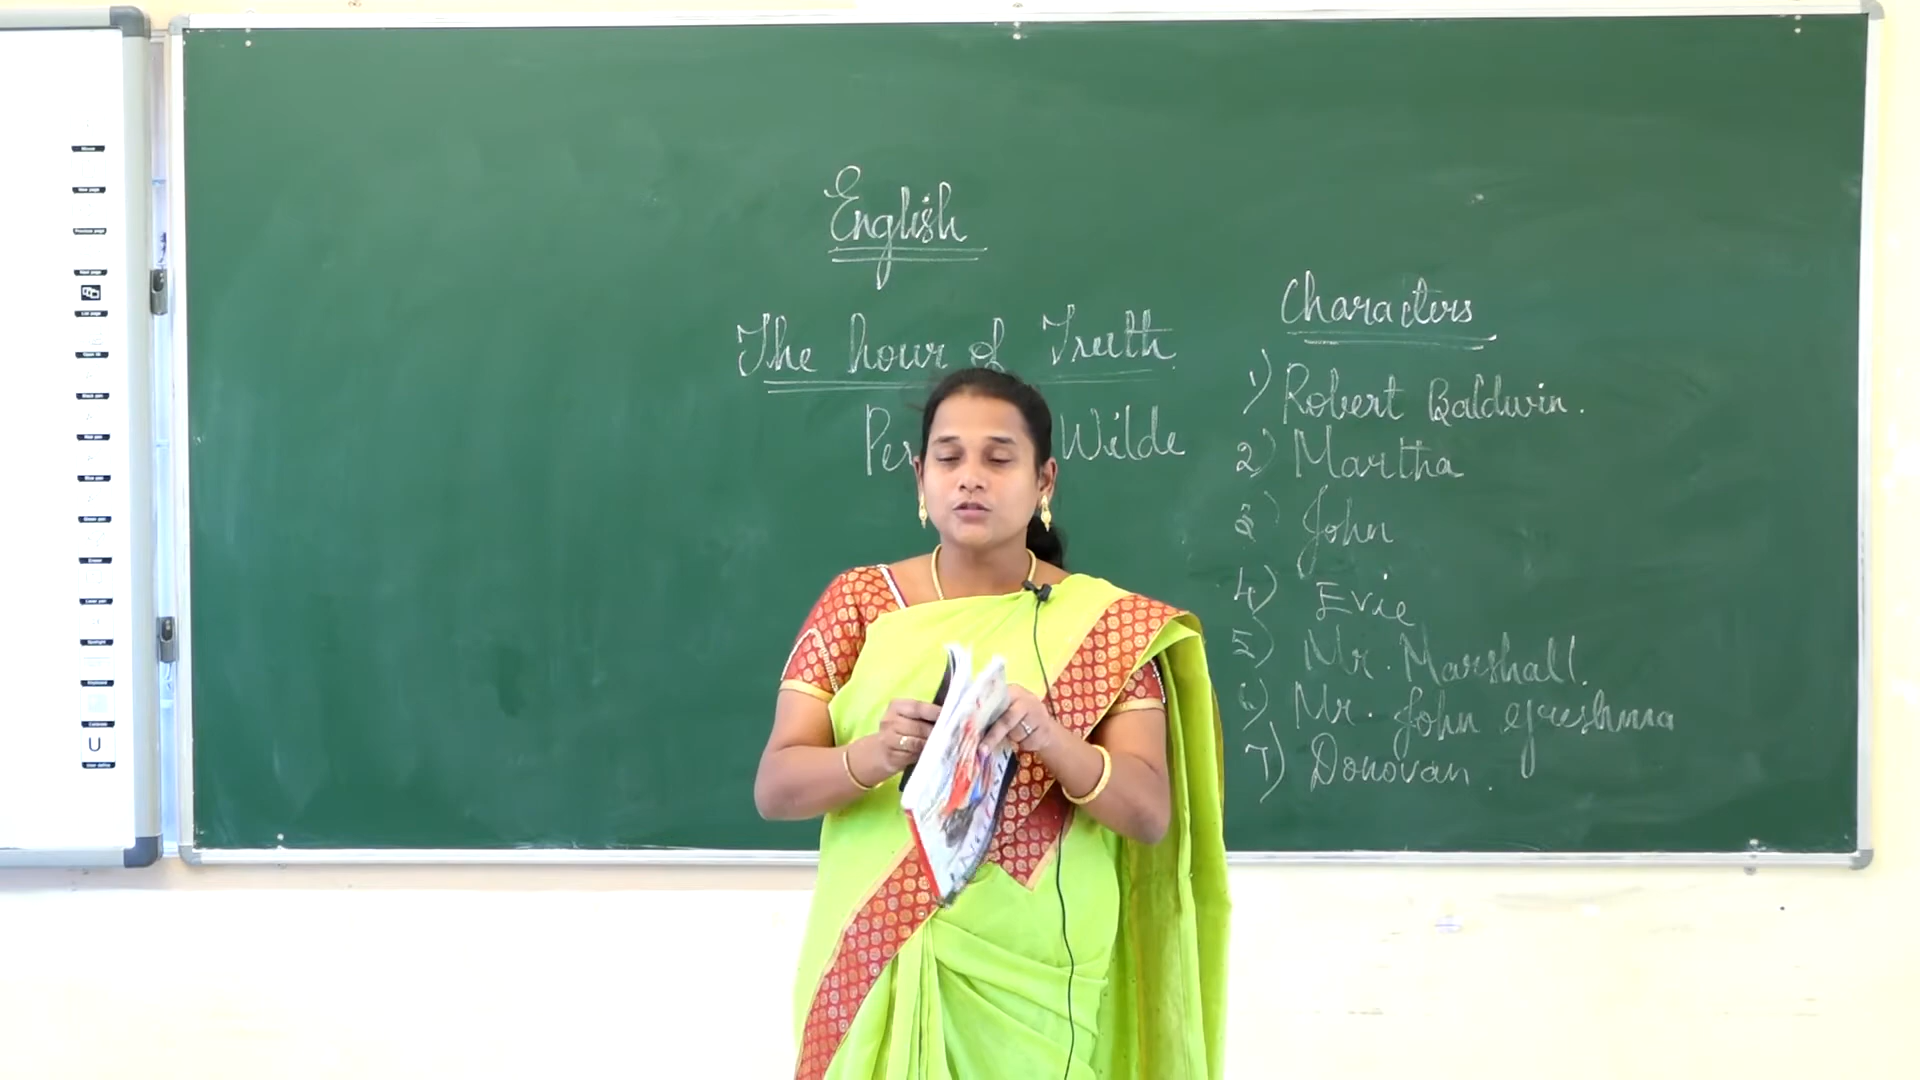 English
The hour of Truth.
Per Wilde
Characters
1) Robert Baldwin.
2) Martha
3) John
4) Evie
5) Mr. Marshall.
6) Mr. John
7) Donovan.
U